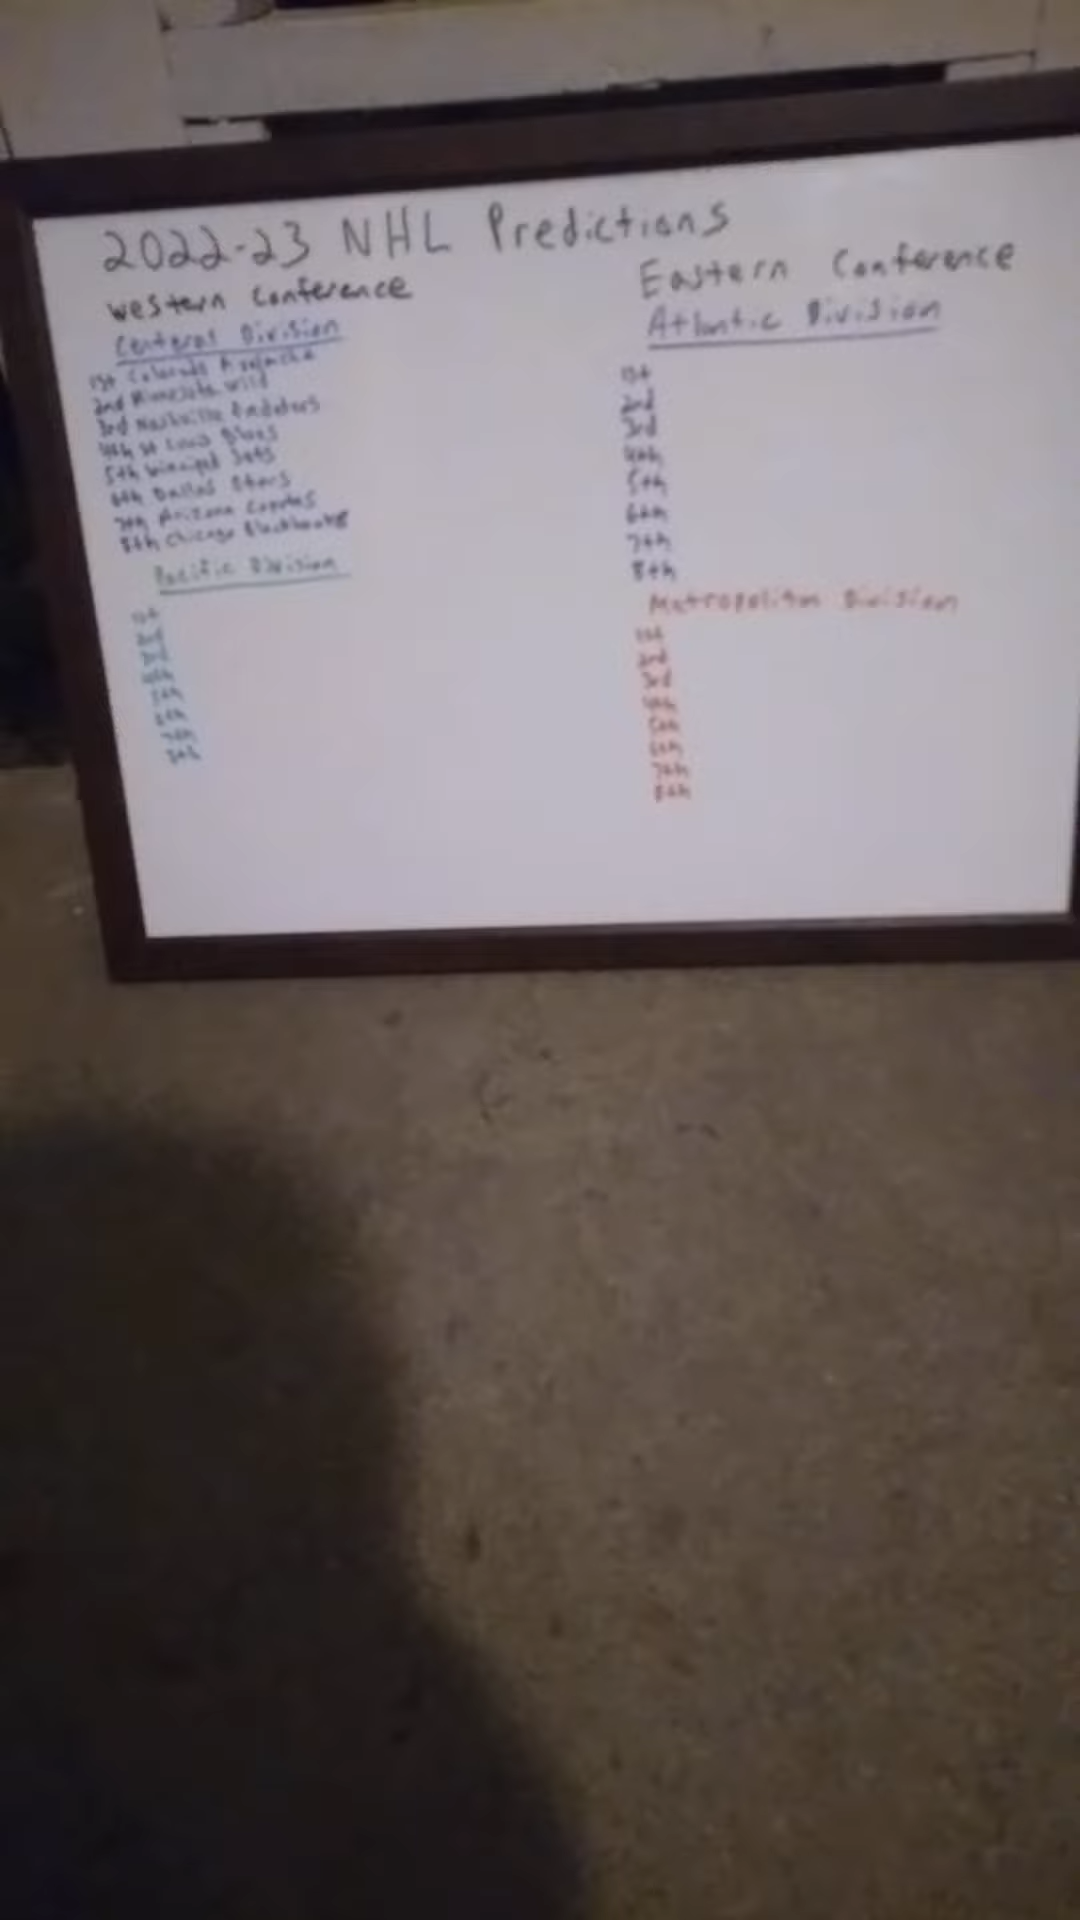 2022-23 NHL Predictions
Western Conference
Centeral Division
1st Colorado Avalanche
2nd Minnesota Wild
3rd Nashville Predators
4th St Louis Blues
5th Winnipeg Jets
6th Dallas Stars
7th Arizona Coyotes
8th Chicago Blackhawks
Pacific Division
1st
2nd
3rd
4th
5th
6th
7th
8th
Eastern Conference
Atlantic Division
1st
2nd
3rd
4th
5th
6th
7th
8th
Metropolitan Division
1st
2nd
3rd
4th
5th
6th
7th
8th